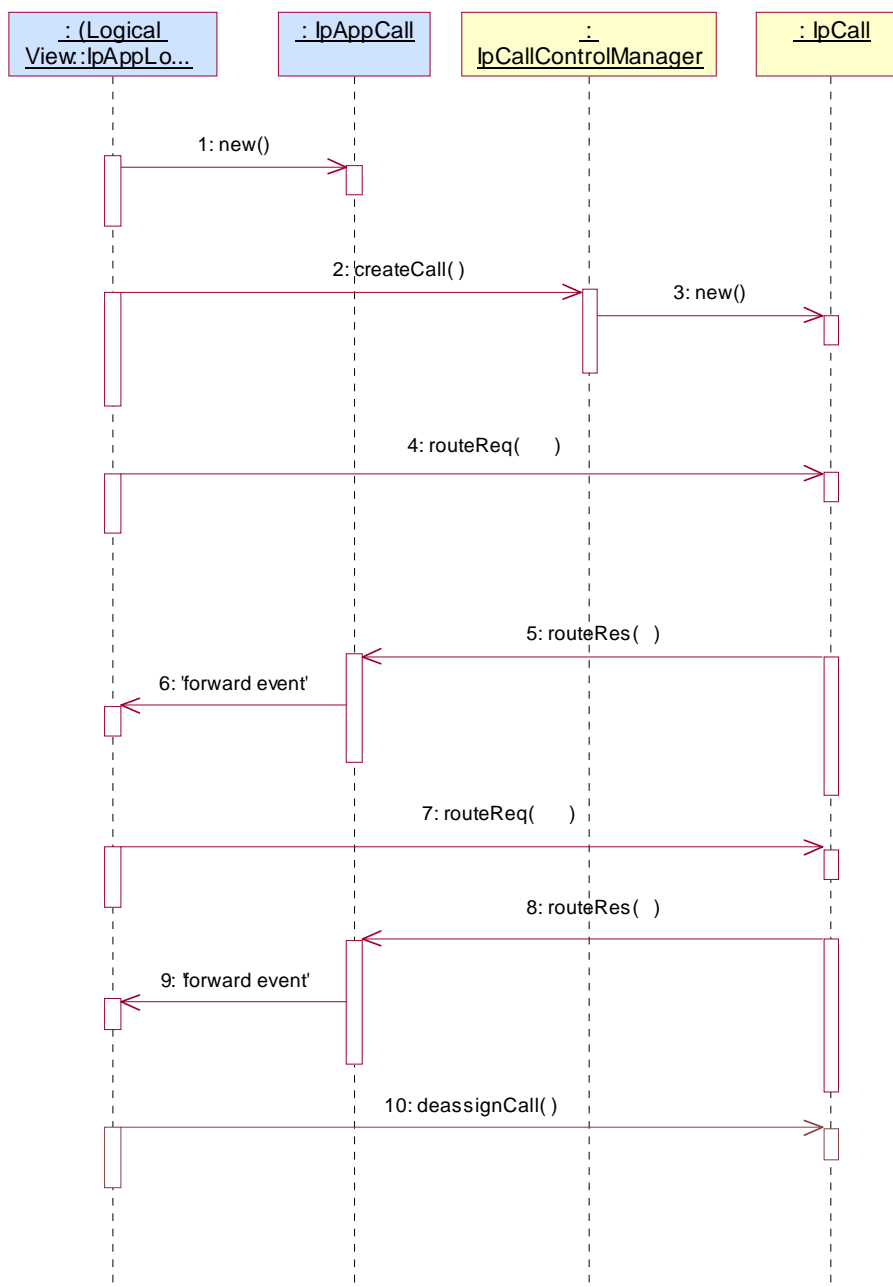 : (Logical
View::IpAppLo...
: IpAppCall
:
IpCallControlManager
: IpCall
1: new()
2: createCall( )
3: new()
4: routeReq( )
5: routeRes( )
6: 'forward event'
7: routeReq( )
8: routeRes( )
9: 'forward event'
10: deassignCall( )